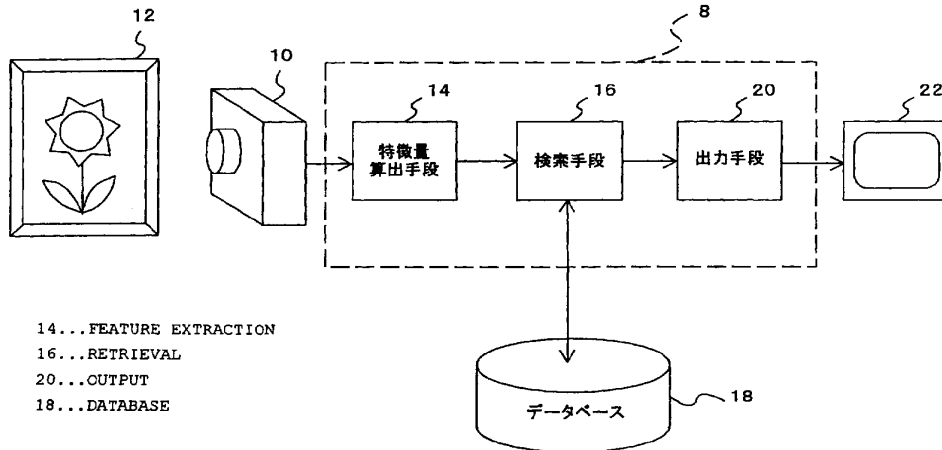 12
8
10
14
16
20
22
特徴量
算出手段
検索手段
出力手段
14...FEATURE EXTRACTION
16...RETRIEVAL
20...OUTPUT
18...DATABASE
データベース
18